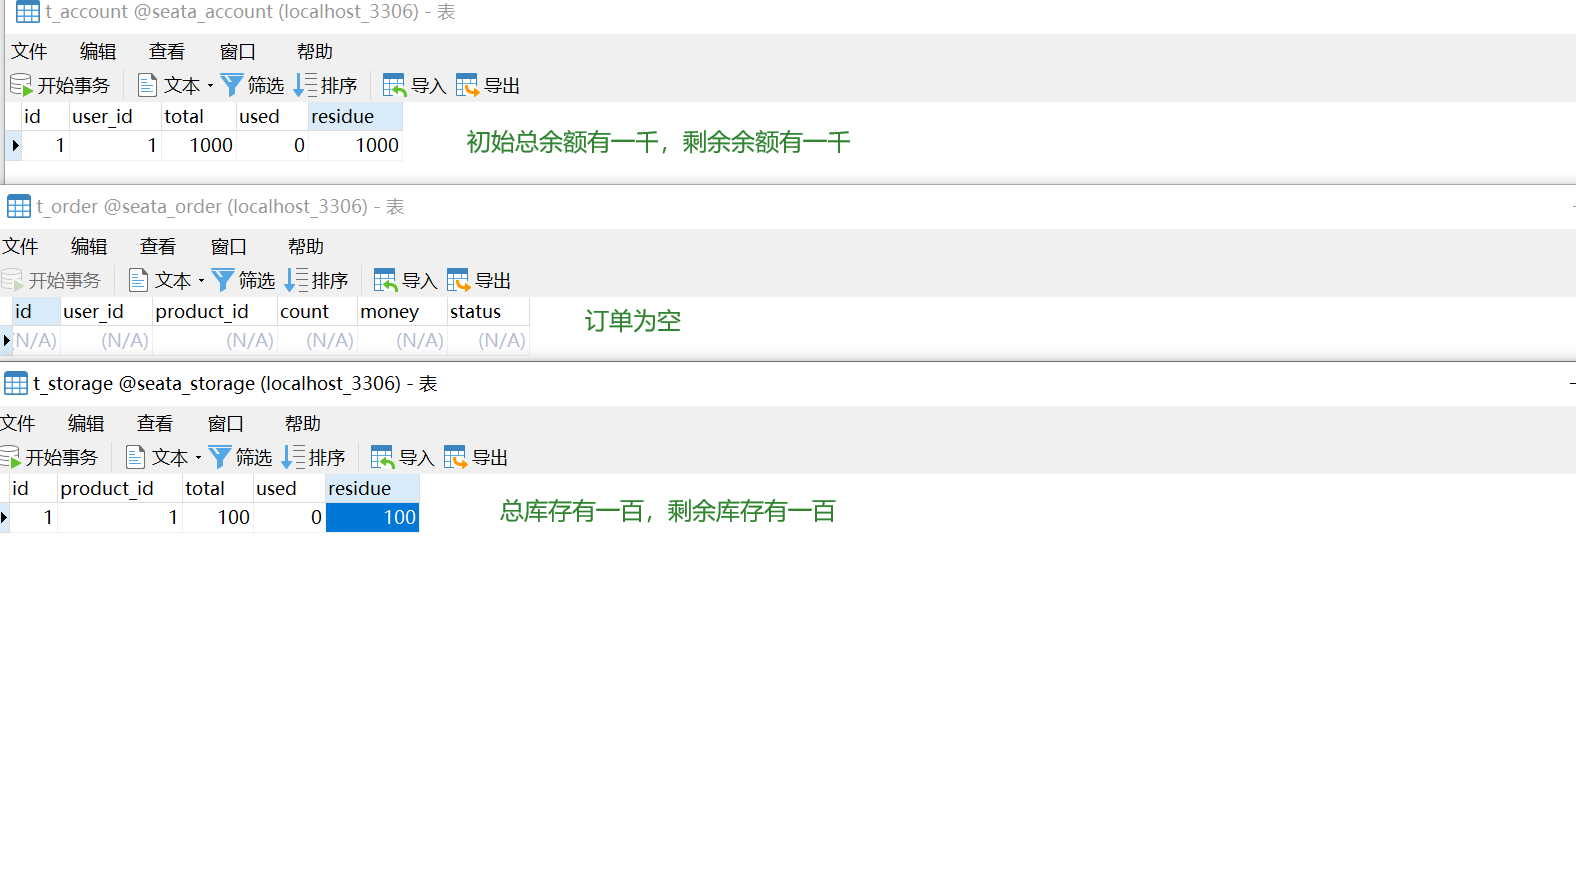 t_account @seata_account (localhost_3306) - 表
文件 编辑 查看 窗口 帮助
开始事务 文本 筛选 排序 导入 导出
id user_id total used residue
1 1 1000 0 1000
初始总余额有一千，剩余余额有一千
t_order @seata_order (localhost_3306) - 表
文件 编辑 查看 窗口 帮助
开始事务 文本 筛选 排序 导入 导出
id user_id product_id count money status
(N/A) (N/A) (N/A) (N/A) (N/A) (N/A)
订单为空
t_storage @seata_storage (localhost_3306) - 表
文件 编辑 查看 窗口 帮助
开始事务 文本 筛选 排序 导入 导出
id product_id total used residue
1 1 100 0 100
总库存有一百，剩余库存有一百